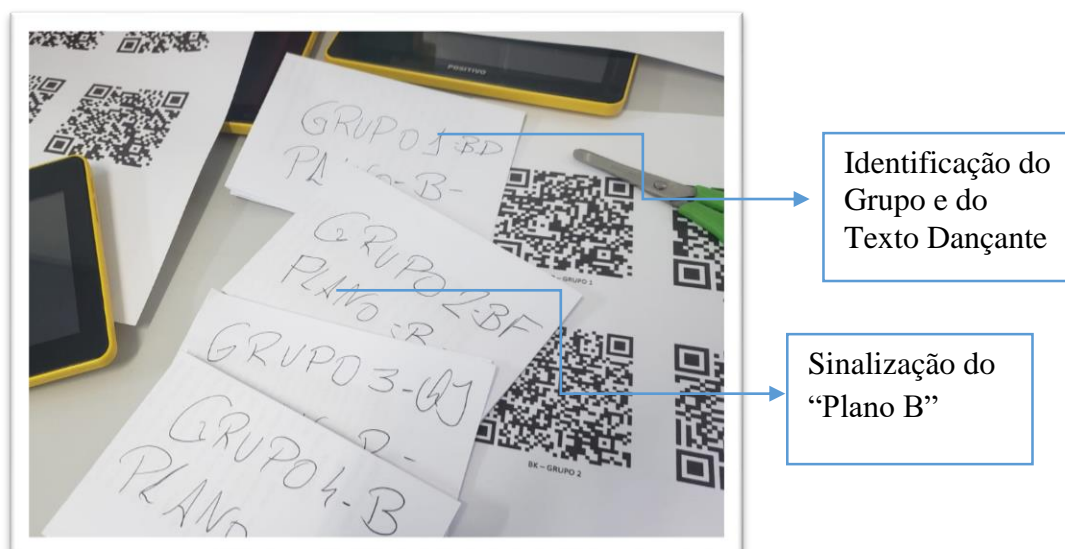 POSITIVO
GRUPO 1-BD
PLANO-B-
– GRUPO 1
GRUPO 2-BF
PLANO-B
GRUPO 3-
BK – GRUPO 2
GRUPO 4-B
PLANO
Identificação do
Grupo e do
Texto Dançante
Sinalização do
“Plano B”